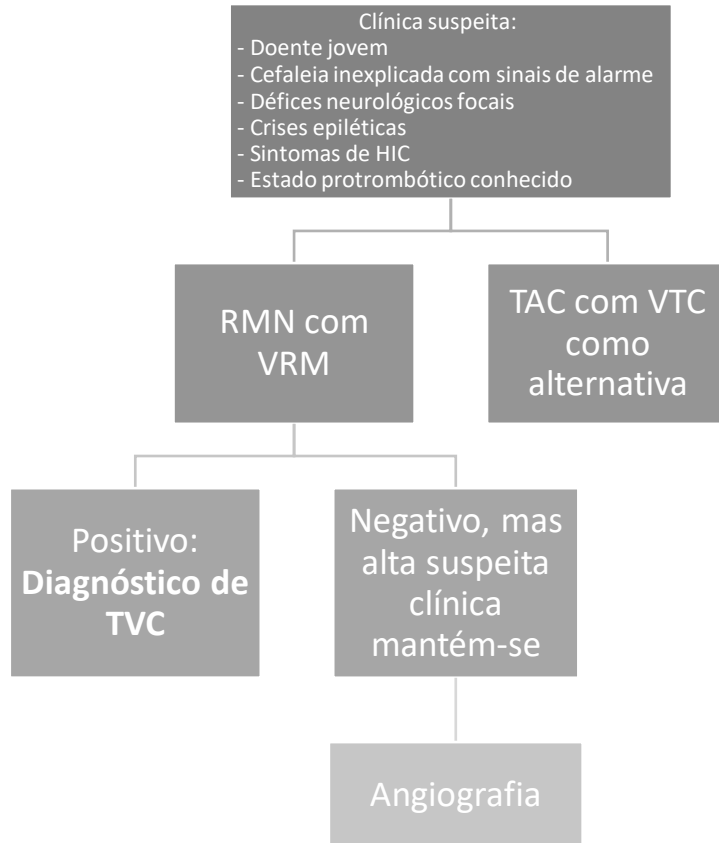 Clínica suspeita:
- Doente jovem
- Cefaleia inexplicada com sinais de alarme
- Défices neurológicos focais
- Crises epiléticas
- Sintomas de HIC
- Estado protrombótico conhecido
RMN com
VRM
TAC com VTC
como
alternativa
Positivo:
Diagnóstico de
TVC
Negativo, mas
alta suspeita
clínica
mantém-se
Angiografia